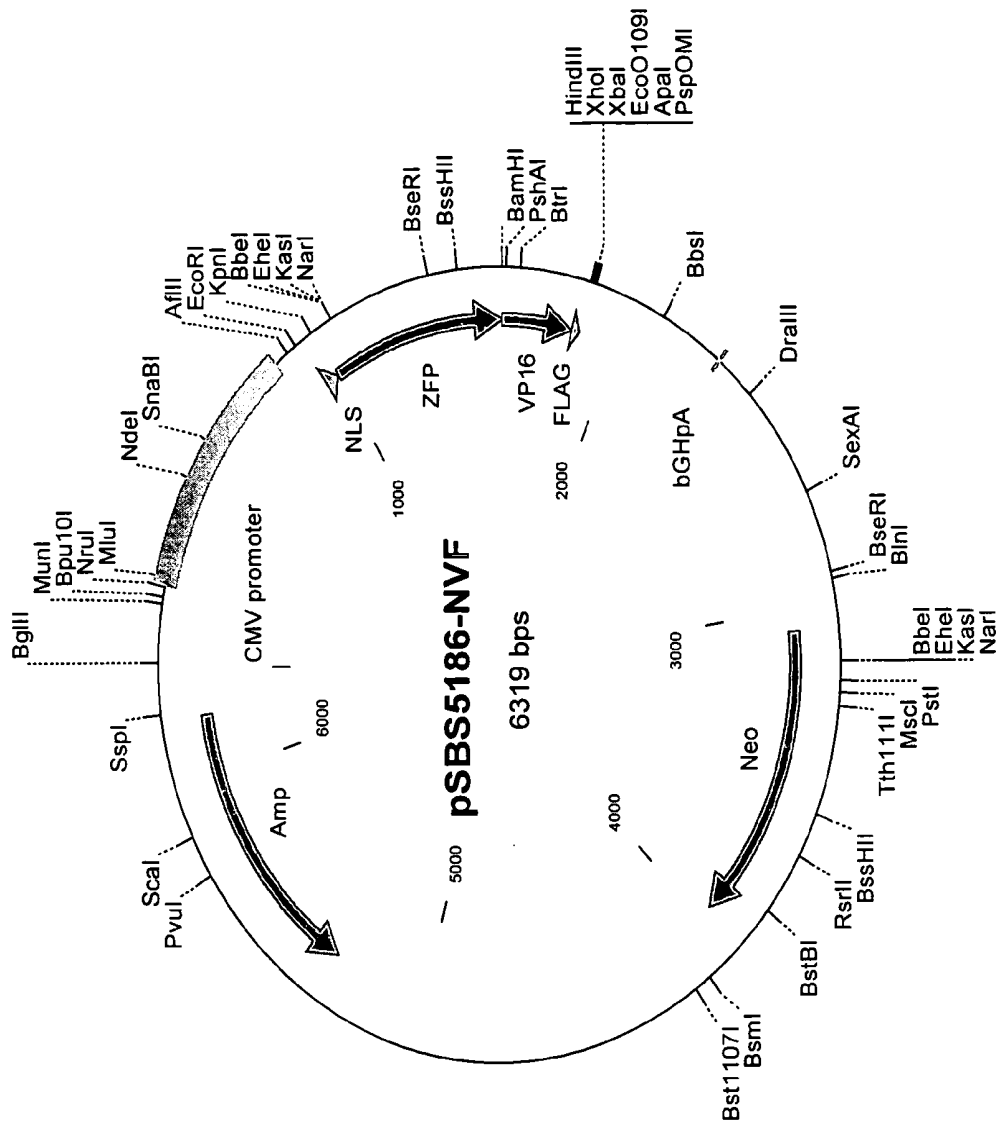 pSBS5186-NVF
6319 bps
BglII
MunI
Bpu10I
NruI
MluI
NdeI
SnaBI
AflII
EcoRI
KpnI
BbeI
EheI
KasI
NarI
BseRI
BssHII
BamHI
PshAI
BtrI
HindIII
XhoI
XbaI
EcoO109I
ApaI
PspOMI
BbsI
DraIII
SexAI
BseRI
BlnI
BbeI
EheI
KasI
NarI
PstI
MscI
Tth111I
BssHII
RsrII
BstBI
BsmI
Bst1107I
PvuI
ScaI
SspI
CMV promoter
NLS
ZFP
VP16
FLAG
bGHpA
Neo
Amp
1000
2000
3000
4000
5000
6000